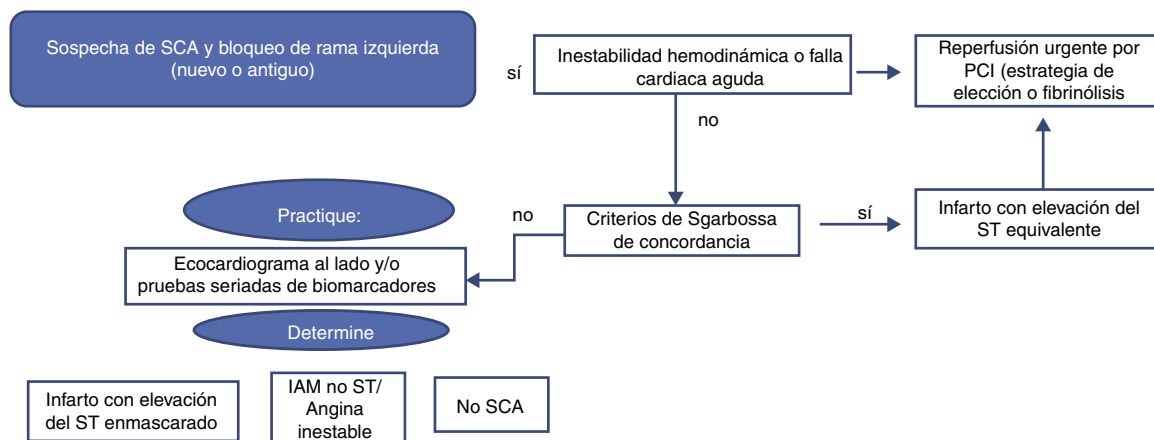 Sospecha de SCA y bloqueo de rama izquierda
(nuevo o antiguo)
sí
Inestabilidad hemodinámica o falla
cardiaca aguda
Reperfusión urgente por
PCI (estrategia de
elección o fibrinólisis
no
Practique:
no
Criterios de Sgarbossa
de concordancia
sí
Infarto con elevación del
ST equivalente
Ecocardiograma al lado y/o
pruebas seriadas de biomarcadores
Determine
Infarto con elevación
del ST enmascarado
IAM no ST/
Angina
inestable
No SCA